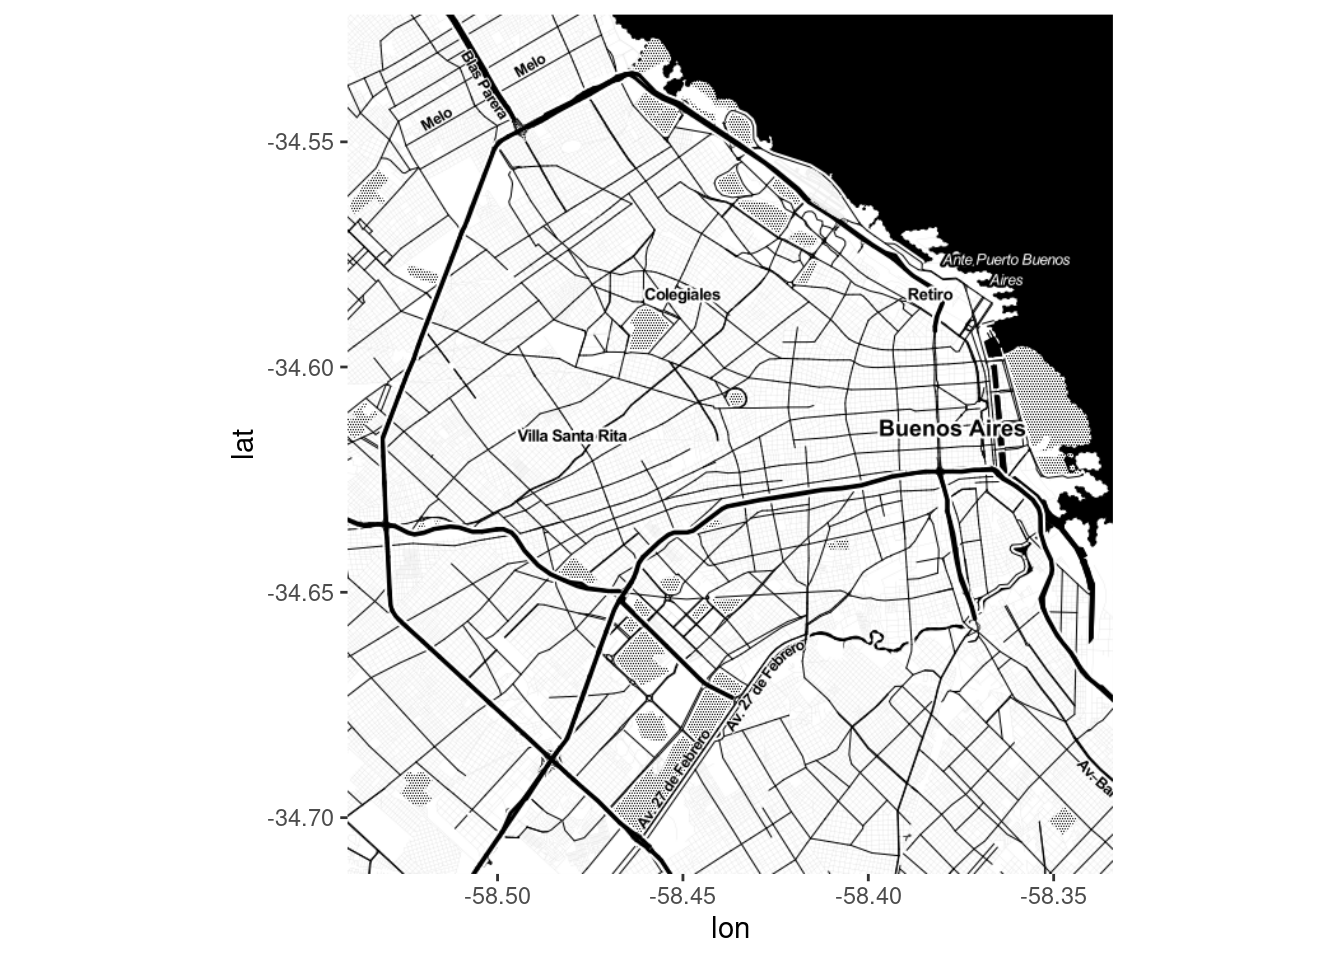 Melo
Blas Parera
Melo
-34.55
Ante Puerto Buenos
Aires
Colegiales
Retiro
-34.60
Buenos Aires
Villa Santa Rita
lat
-34.65
Av. 27 de Febrero
Av. 27 de Febrero
Av. Ba
-34.70
-58.50
-58.45
-58.40
-58.35
lon